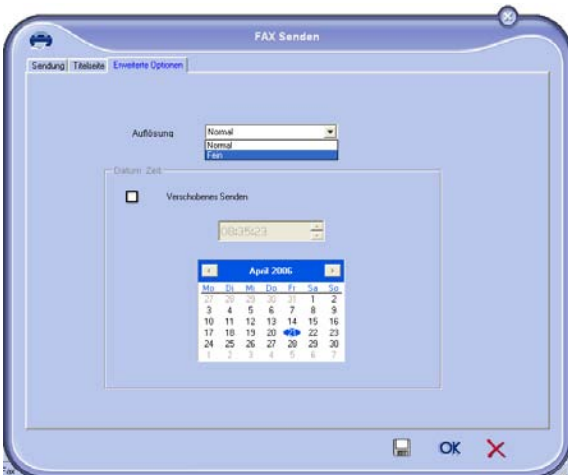 FAX Senden
Sendung Titelseite Erweiterte Optionen
Auflösung Normal
Normal
Fein
Datum Zeit
Verschobenes Senden
08:35:23
April 2006
Mo Di Mi Do Fr Sa So
27 28 29 30 31 1 2
3 4 5 6 7 8 9
10 11 12 13 14 15 16
17 18 19 20 21 22 23
24 25 26 27 28 29 30
1 2 3 4 5 6 7
OK